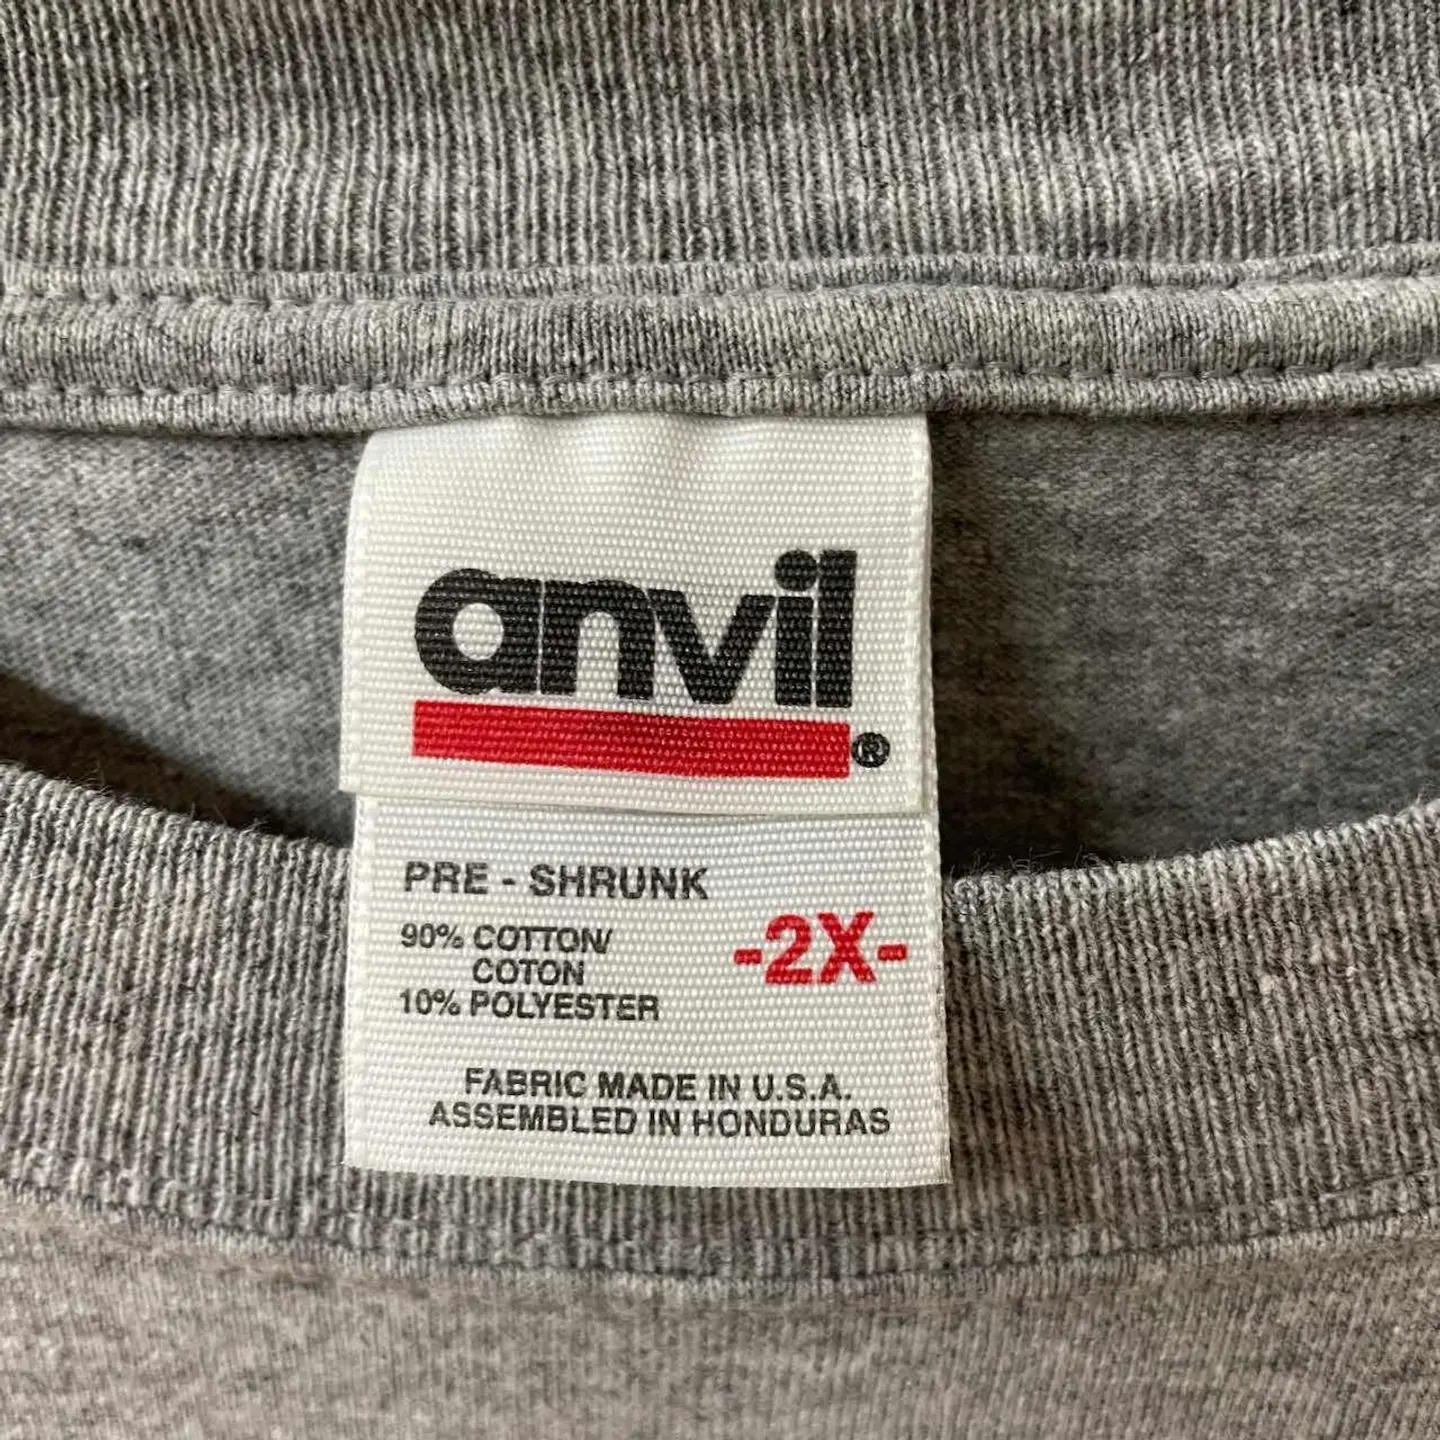 anvil®
PRE - SHRUNK
90% COTTON/
COTON
10% POLYESTER
-2X-
FABRIC MADE IN U.S.A.
ASSEMBLED IN HONDURAS